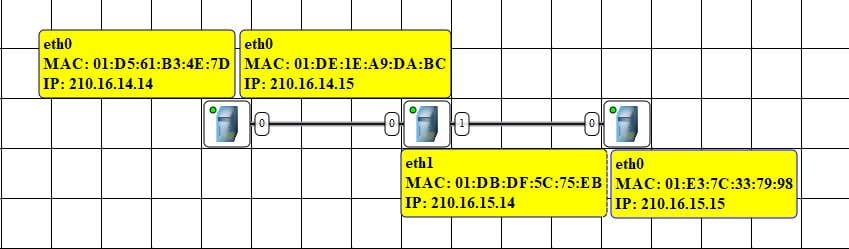 eth0
MAC: 01:D5:61:B3:4E:7D
IP: 210.16.14.14
eth0
MAC: 01:DE:1E:A9:DA:BC
IP: 210.16.14.15
0
0
1
0
eth1
MAC: 01:DB:DF:5C:75:EB
IP: 210.16.15.14
eth0
MAC: 01:E3:7C:33:79:98
IP: 210.16.15.15